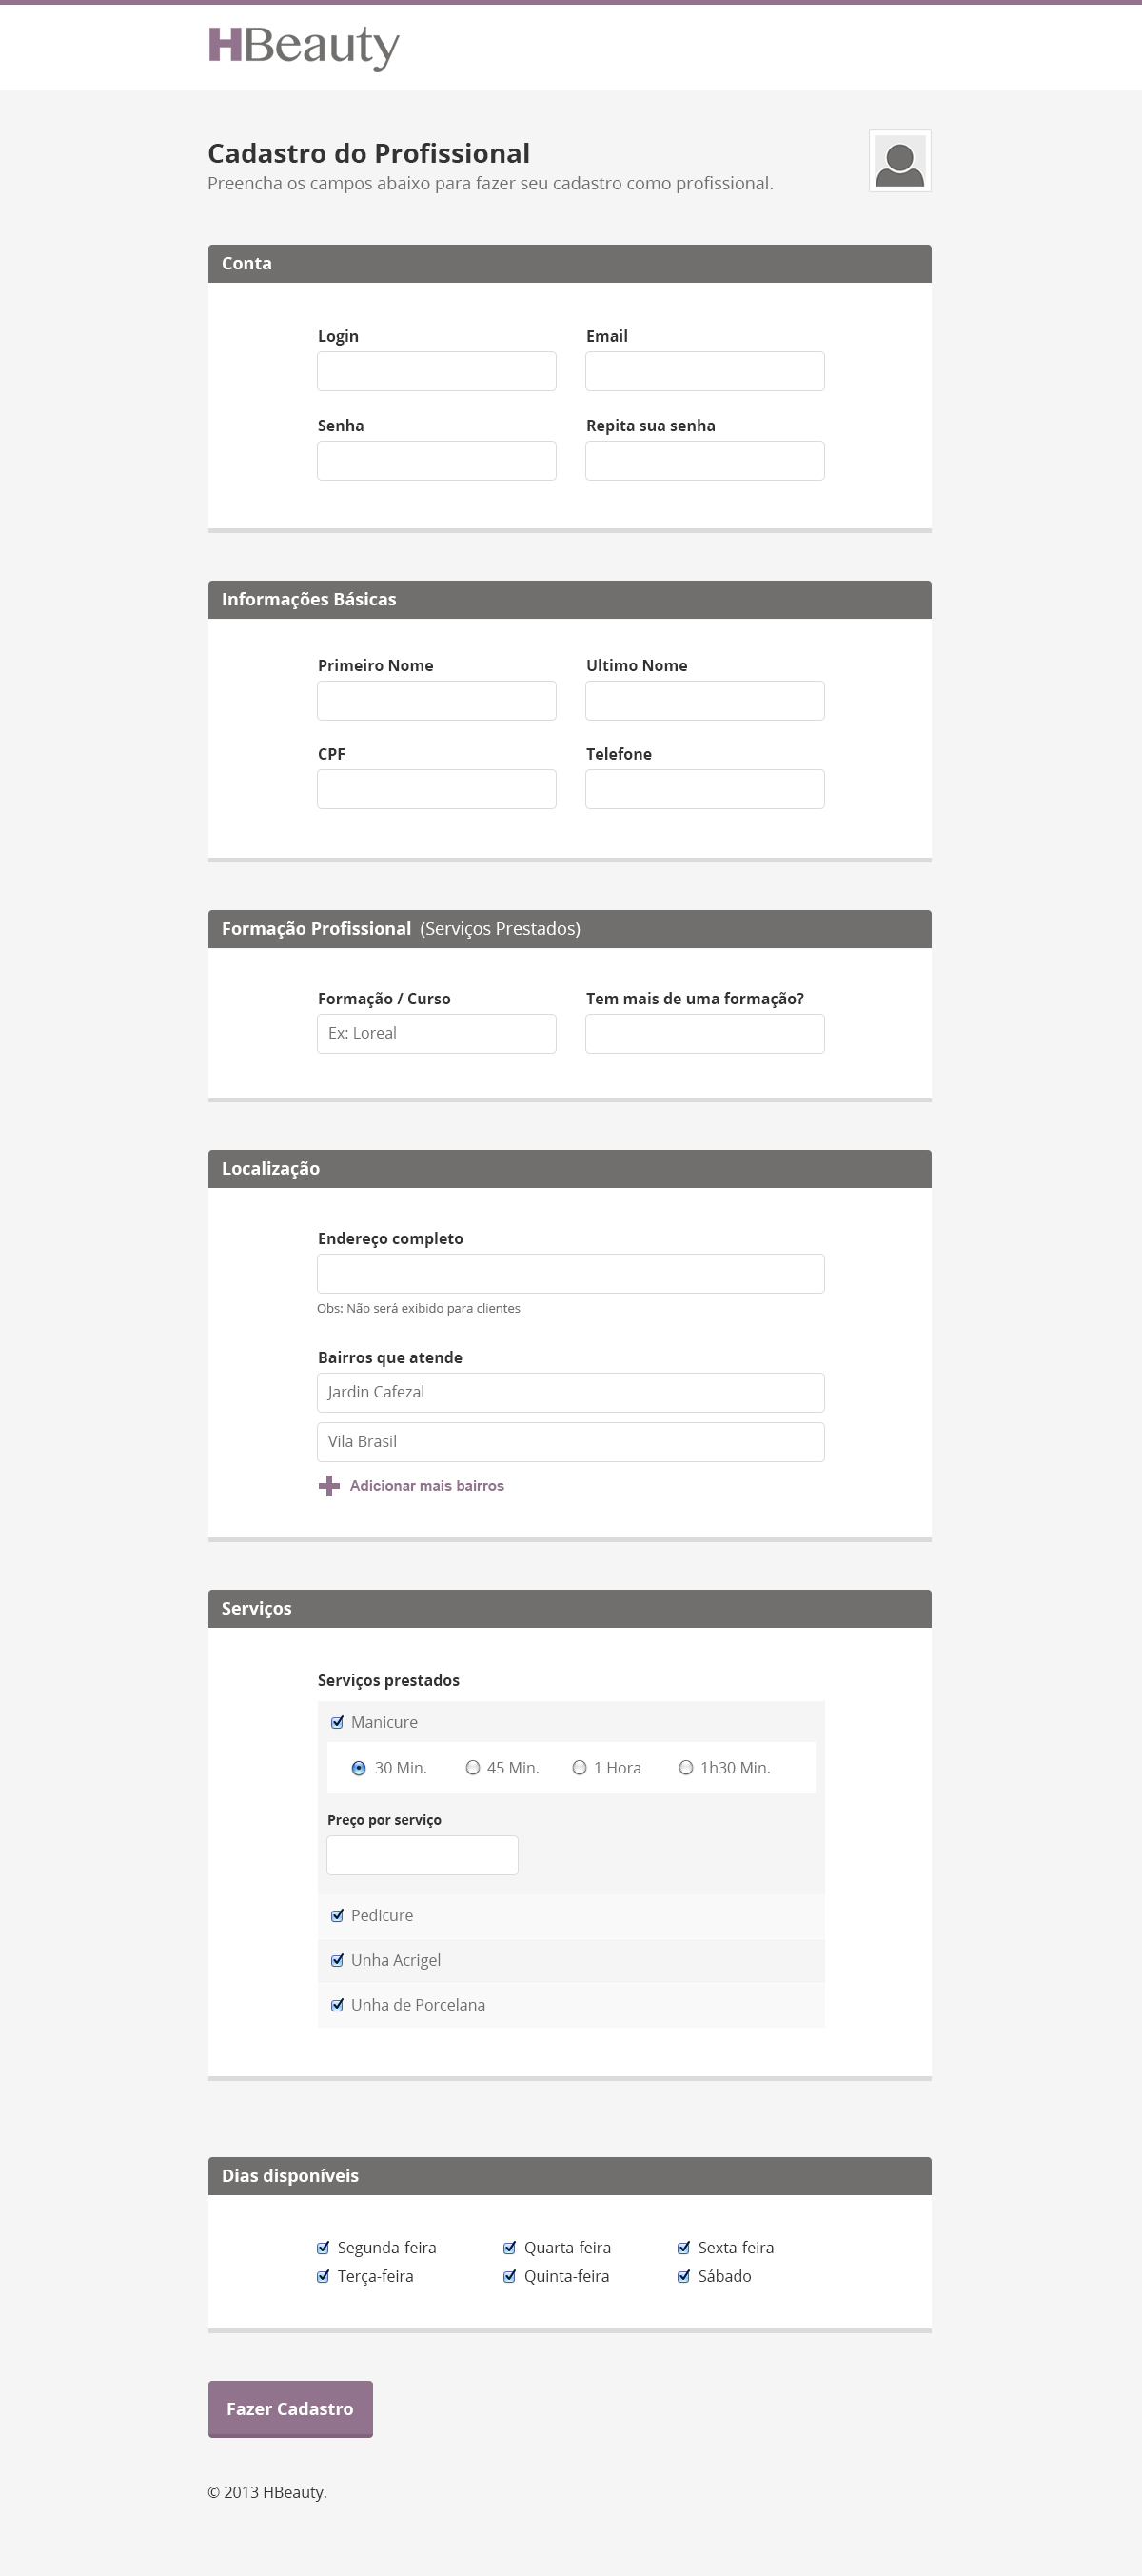 HBeauty
Cadastro do Profissional
Preencha os campos abaixo para fazer seu cadastro como profissional.
Conta
Login Email
Senha Repita sua senha
Informações Básicas
Primeiro Nome Ultimo Nome
CPF Telefone
Formação Profissional (Serviços Prestados)
Formação / Curso Tem mais de uma formação?
Ex: Loreal
Localização
Endereço completo
Obs: Não será exibido para clientes
Bairros que atende
Jardin Cafezal
Vila Brasil
Adicionar mais bairros
Serviços
Serviços prestados
Manicure
30 Min. 45 Min. 1 Hora 1h30 Min.
Preço por serviço
Pedicure
Unha Acrigel
Unha de Porcelana
Dias disponíveis
Segunda-feira Quarta-feira Sexta-feira
Terça-feira Quinta-feira Sábado
Fazer Cadastro
© 2013 HBeauty.